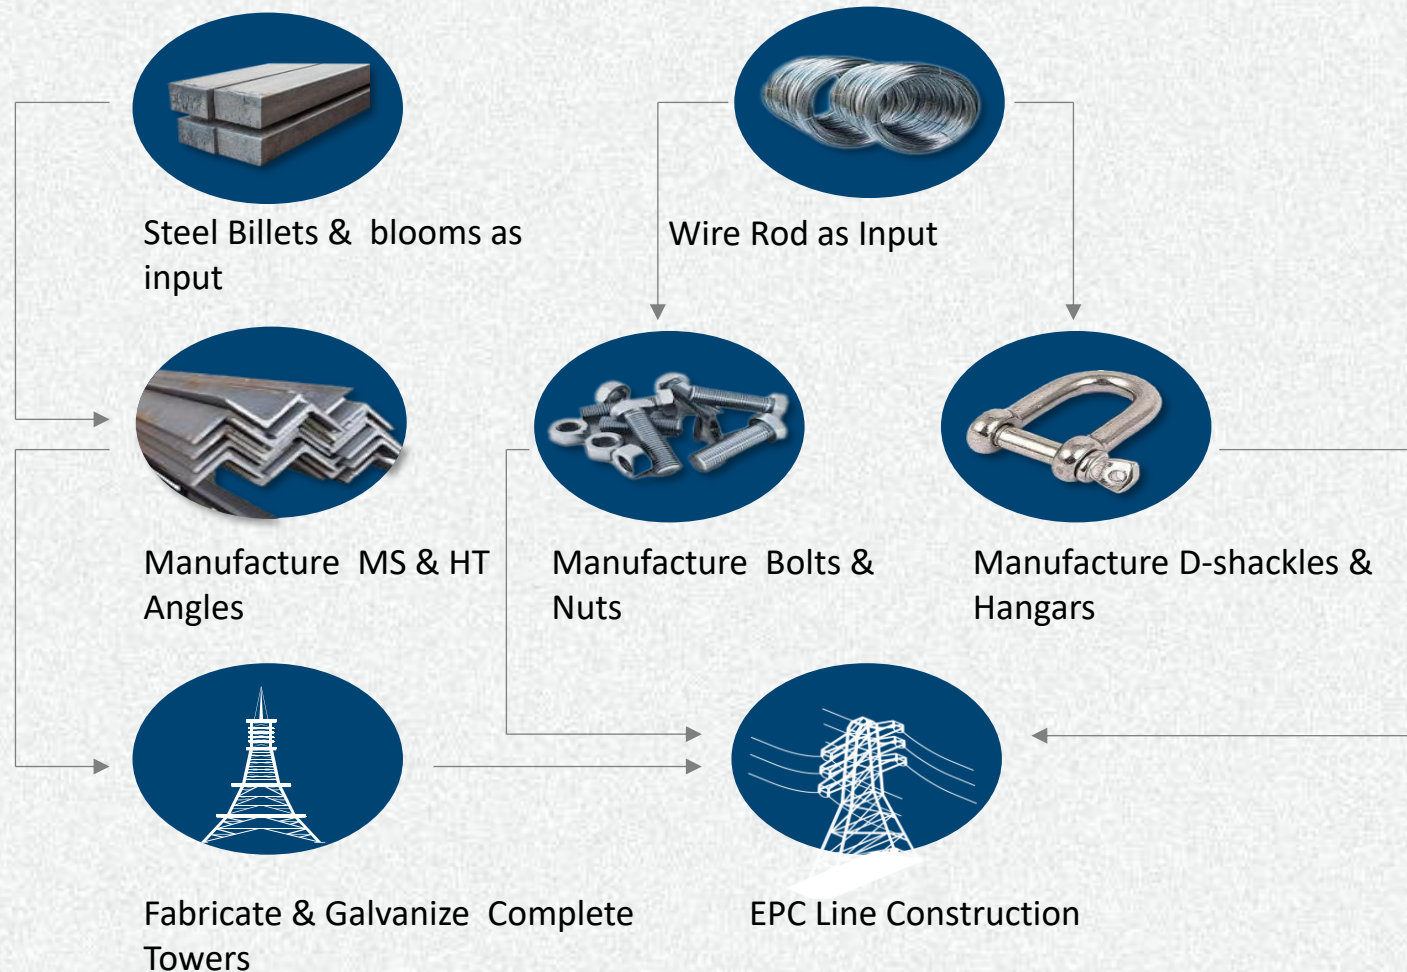 Steel Billets &  blooms as
input
Wire Rod as Input
Manufacture  MS & HT
Angles
Manufacture  Bolts &
Nuts
Manufacture D-shackles &
Hangars
Fabricate & Galvanize  Complete
Towers
EPC Line Construction